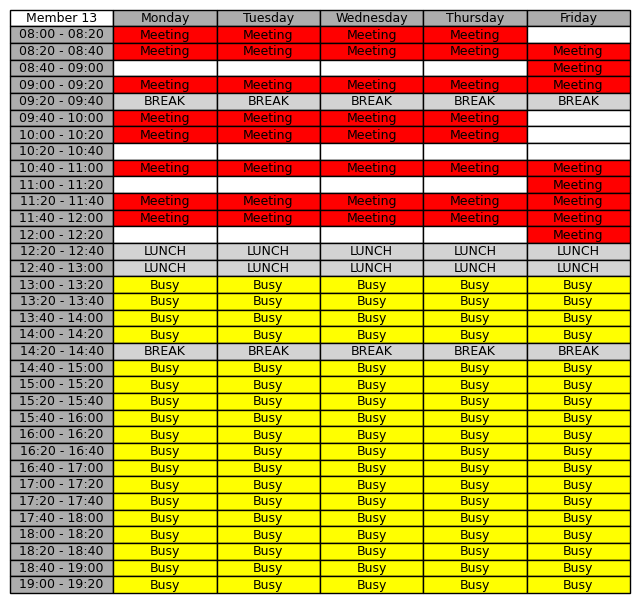 Member 13 Monday Tuesday Wednesday Thursday Friday
08:00 - 08:20 Meeting Meeting Meeting Meeting
08:20 - 08:40 Meeting Meeting Meeting Meeting Meeting
08:40 - 09:00 Meeting
09:00 - 09:20 Meeting Meeting Meeting Meeting Meeting
09:20 - 09:40 BREAK BREAK BREAK BREAK BREAK
09:40 - 10:00 Meeting Meeting Meeting Meeting
10:00 - 10:20 Meeting Meeting Meeting Meeting
10:20 - 10:40
10:40 - 11:00 Meeting Meeting Meeting Meeting Meeting
11:00 - 11:20 Meeting
11:20 - 11:40 Meeting Meeting Meeting Meeting Meeting
11:40 - 12:00 Meeting Meeting Meeting Meeting Meeting
12:00 - 12:20 Meeting
12:20 - 12:40 LUNCH LUNCH LUNCH LUNCH LUNCH
12:40 - 13:00 LUNCH LUNCH LUNCH LUNCH LUNCH
13:00 - 13:20 Busy Busy Busy Busy Busy
13:20 - 13:40 Busy Busy Busy Busy Busy
13:40 - 14:00 Busy Busy Busy Busy Busy
14:00 - 14:20 Busy Busy Busy Busy Busy
14:20 - 14:40 BREAK BREAK BREAK BREAK BREAK
14:40 - 15:00 Busy Busy Busy Busy Busy
15:00 - 15:20 Busy Busy Busy Busy Busy
15:20 - 15:40 Busy Busy Busy Busy Busy
15:40 - 16:00 Busy Busy Busy Busy Busy
16:00 - 16:20 Busy Busy Busy Busy Busy
16:20 - 16:40 Busy Busy Busy Busy Busy
16:40 - 17:00 Busy Busy Busy Busy Busy
17:00 - 17:20 Busy Busy Busy Busy Busy
17:20 - 17:40 Busy Busy Busy Busy Busy
17:40 - 18:00 Busy Busy Busy Busy Busy
18:00 - 18:20 Busy Busy Busy Busy Busy
18:20 - 18:40 Busy Busy Busy Busy Busy
18:40 - 19:00 Busy Busy Busy Busy Busy
19:00 - 19:20 Busy Busy Busy Busy Busy